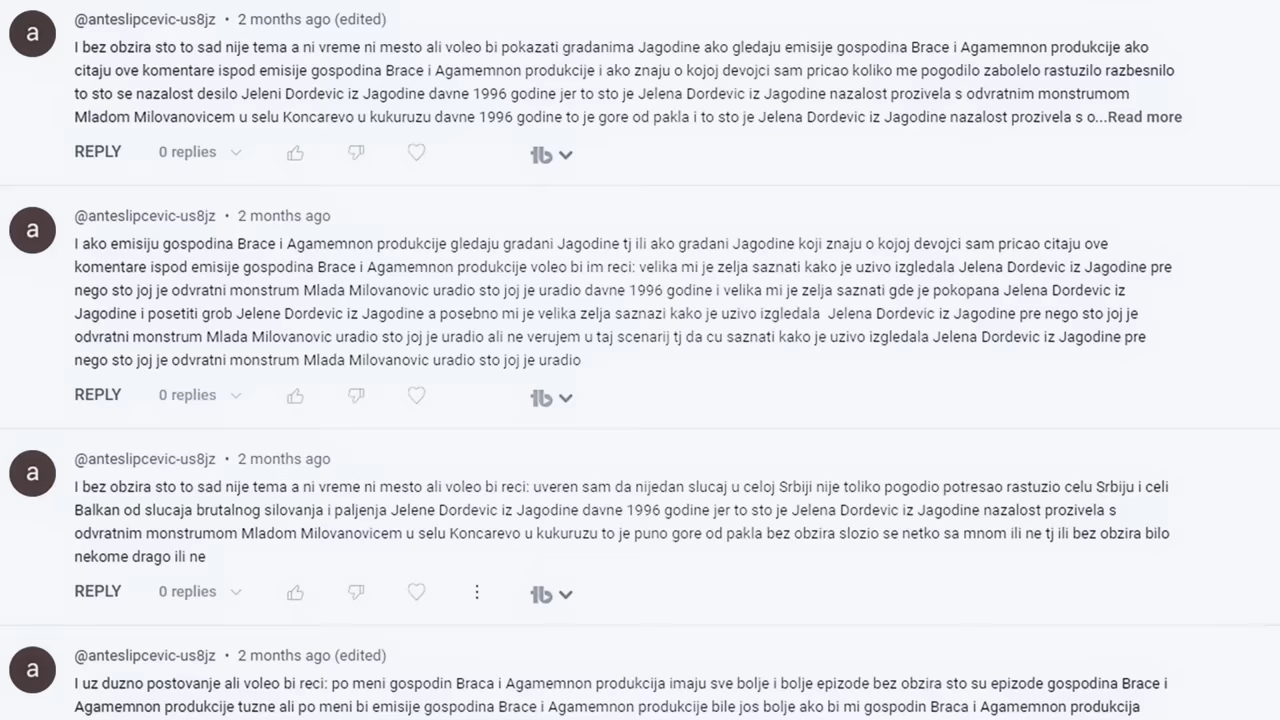 @anteslipcevic-us8jz • 2 months ago (edited)
I bez obzira sto to sad nije tema a ni vreme ni mesto ali voleo bi pokazati gradanima Jagodine ako gledaju emisije gospodina Brace i Agamemnon produkcije ako
citaju ove komentare ispod emisije gospodina Brace i Agamemnon produkcije i ako znaju o kojoj devojci sam pricao koliko me pogodilo zabolelo rastuzilo razbesnilo
to sto se nazalost desilo Jeleni Dordevic iz Jagodine davne 1996 godine jer to sto je Jelena Dordevic iz Jagodine nazalost prozivela s odvratnim monstrumom
Mladom Milovanovicem u selu Koncarevo u kukuruzu davne 1996 godine to je gore od pakla i to sto je Jelena Dordevic iz Jagodine nazalost prozivela s o...Read more
REPLY 0 replies
@anteslipcevic-us8jz • 2 months ago
I ako emisiju gospodina Brace i Agamemnon produkcije gledaju gradani Jagodine tj ili ako gradani Jagodine koji znaju o kojoj devojci sam pricao citaju ove
komentare ispod emisije gospodina Brace i Agamemnon produkcije voleo bi im reci: velika mi je zelja saznati kako je uzivo izgledala Jelena Dordevic iz Jagodine pre
nego sto joj je odvratni monstrum Mlada Milovanovic uradio sto joj je uradio davne 1996 godine i velika mi je zelja saznati gde je pokopana Jelena Dordevic iz
Jagodine i posetiti grob Jelene Dordevic iz Jagodine a posebno mi je velika zelja saznazi kako je uzivo izgledala  Jelena Dordevic iz Jagodine pre nego sto joj je
odvratni monstrum Mlada Milovanovic uradio sto joj je uradio ali ne verujem u taj scenarij tj da cu saznati kako je uzivo izgledala Jelena Dordevic iz Jagodine pre
nego sto joj je odvratni monstrum Mlada Milovanovic uradio sto joj je uradio
REPLY 0 replies
@anteslipcevic-us8jz • 2 months ago
I bez obzira sto to sad nije tema a ni vreme ni mesto ali voleo bi reci: uveren sam da nijedan slucaj u celoj Srbiji nije toliko pogodio potresao rastuzio celu Srbiju i celi
Balkan od slucaja brutalnog silovanja i paljenja Jelene Dordevic iz Jagodine davne 1996 godine jer to sto je Jelena Dordevic iz Jagodine nazalost prozivela s
odvratnim monstrumom Mladom Milovanovicem u selu Koncarevo u kukuruzu to je puno gore od pakla bez obzira slozio se netko sa mnom ili ne tj ili bez obzira bilo
nekome drago ili ne
REPLY 0 replies
@anteslipcevic-us8jz • 2 months ago (edited)
I uz duzno postovanje ali voleo bi reci: po meni gospodin Braca i Agamemnon produkcija imaju sve bolje i bolje epizode bez obzira sto su epizode gospodina Brace i
Agamemnon produkcije tuzne ali po meni bi emisije gospodina Brace i Agamemnon produkcije bile jos bolje ako bi mi gospodin Braca i Agamemnon produkcija